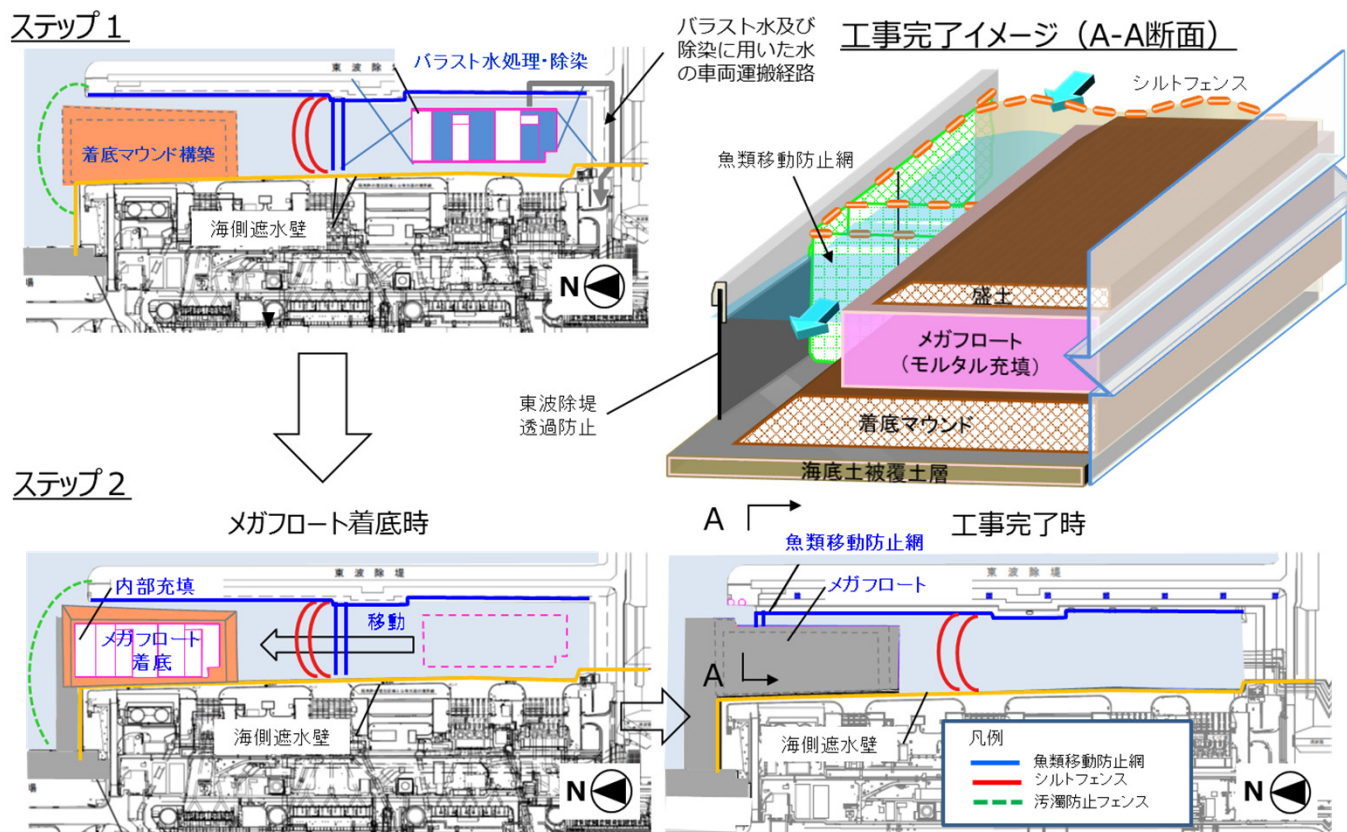 ステップ１
東波除堤
バラスト水処理・除染
バラスト水及び
除染に用いた水
の車両運搬経路
着底マウンド構築
海側遮水壁
N
工事完了イメージ（A-A断面）
シルトフェンス
魚類移動防止網
盛土
メガフロート
（モルタル充填）
東波除堤
透過防止
着底マウンド
海底土被覆土層
ステップ２
メガフロート着底時
東波除堤
内部充填
移動
メガフロート
着底
海側遮水壁
N
A
工事完了時
魚類移動防止網
東波除堤
メガフロート
A
海側遮水壁
凡例
魚類移動防止網
シルトフェンス
汚濁防止フェンス
N